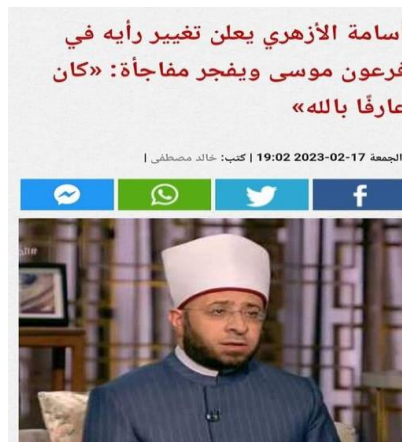 أسامة الأزهري يعلن تغيير رأيه في
فرعون موسى ويفجر مفاجأة: «كان
عارفًا بالله»
الجمعة 17-02-2023 19:02 | كتب: خالد مصطفى |